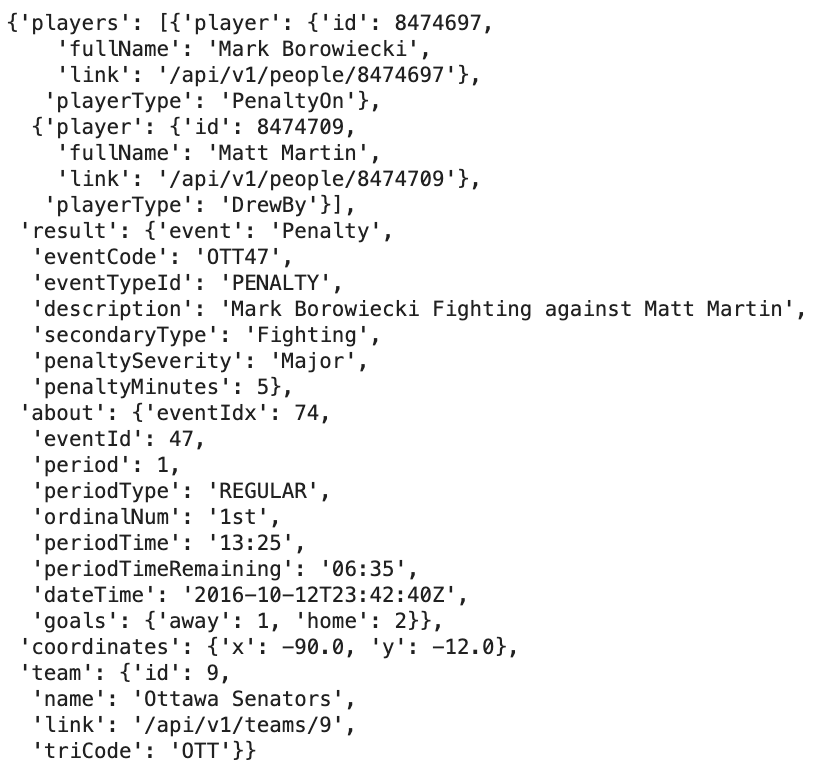 {'players': [{'player': {'id': 8474697,
'fullName': 'Mark Borowiecki',
'link': '/api/v1/people/8474697'},
'playerType': 'PenaltyOn'},
{'player': {'id': 8474709,
'fullName': 'Matt Martin',
'link': '/api/v1/people/8474709'},
'playerType': 'DrewBy'}],
'result': {'event': 'Penalty',
'eventCode': 'OTT47',
'eventTypeId': 'PENALTY',
'description': 'Mark Borowiecki Fighting against Matt Martin',
'secondaryType': 'Fighting',
'penaltySeverity': 'Major',
'penaltyMinutes': 5},
'about': {'eventIdx': 74,
'eventId': 47,
'period': 1,
'periodType': 'REGULAR',
'ordinalNum': '1st',
'periodTime': '13:25',
'periodTimeRemaining': '06:35',
'dateTime': '2016-10-12T23:42:40Z',
'goals': {'away': 1, 'home': 2}},
'coordinates': {'x': -90.0, 'y': -12.0},
'team': {'id': 9,
'name': 'Ottawa Senators',
'link': '/api/v1/teams/9',
'triCode': 'OTT'}}